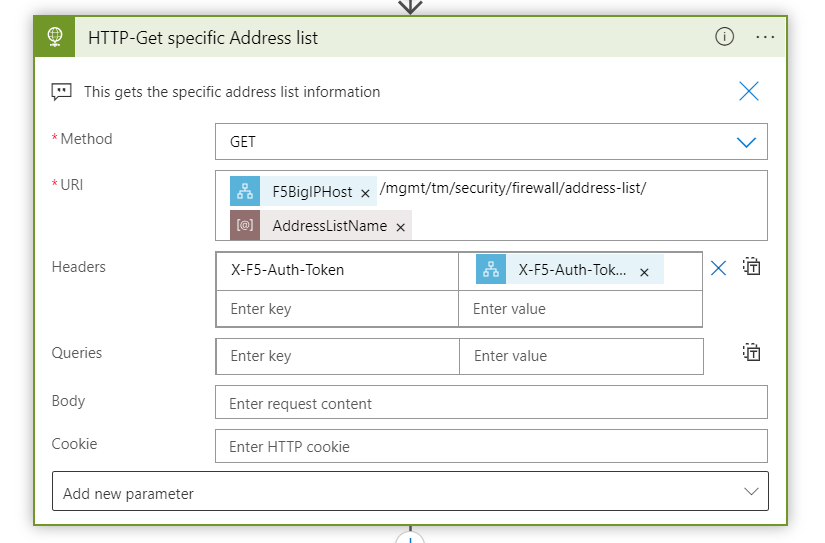 HTTP-Get specific Address list
This gets the specific address list information
* Method GET
* URI F5BigIPHost × /mgmt/tm/security/firewall/address-list/
[@] AddressListName ×
Headers X-F5-Auth-Token X-F5-Auth-Tok... ×
Enter key Enter value
Queries Enter key Enter value
Body Enter request content
Cookie Enter HTTP cookie
Add new parameter